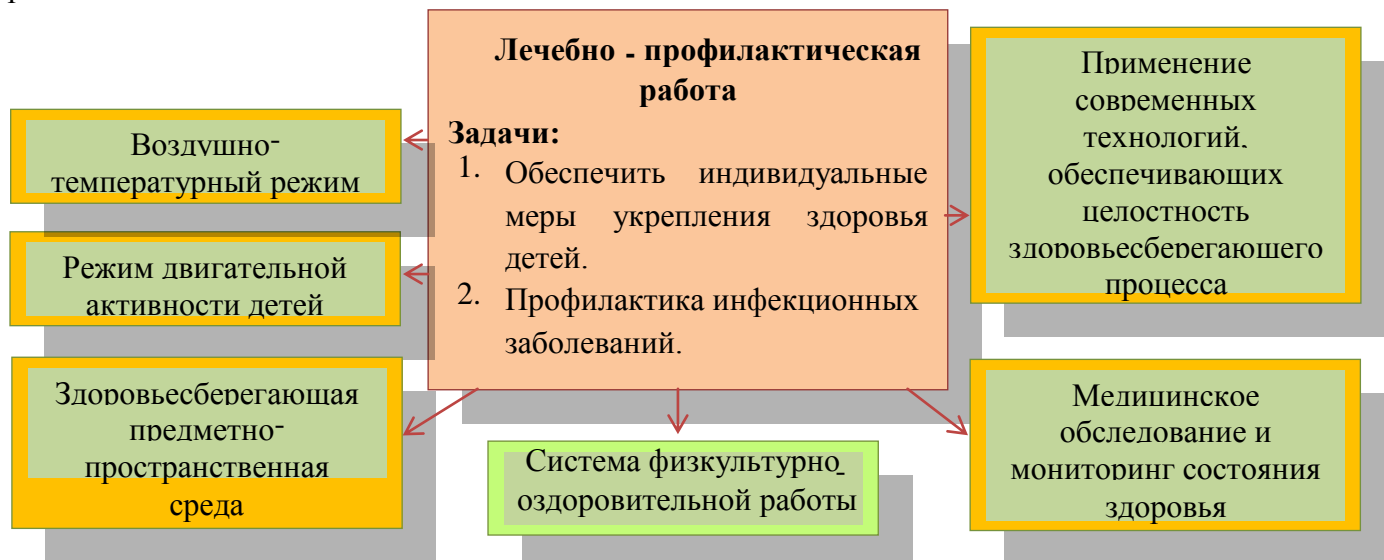 Лечебно - профилактическая
работа
Задачи:
1. Обеспечить индивидуальные
меры укрепления здоровья
детей.
2. Профилактика инфекционных
заболеваний.
Воздушно-
температурный режим
Режим двигательной
активности детей
Здоровьесберегающая
предметно-
пространственная
среда
Система физкультурно-
оздоровительной работы
Применение
современных
технологий,
обеспечивающих
целостность
здоровьесберегающего
процесса
Медицинское
обследование и
мониторинг состояния
здоровья